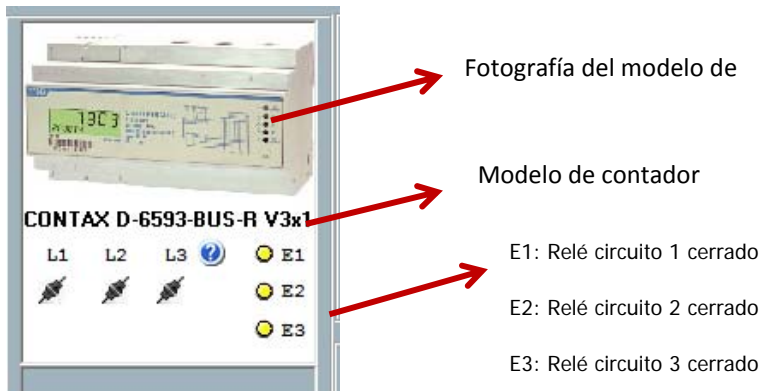 Fotografía del modelo de
Modelo de contador
CONTAX D-6593-BUS-R V3x1
L1 L2 L3 ? E1
E2
E3
E1: Relé circuito 1 cerrado
E2: Relé circuito 2 cerrado
E3: Relé circuito 3 cerrado